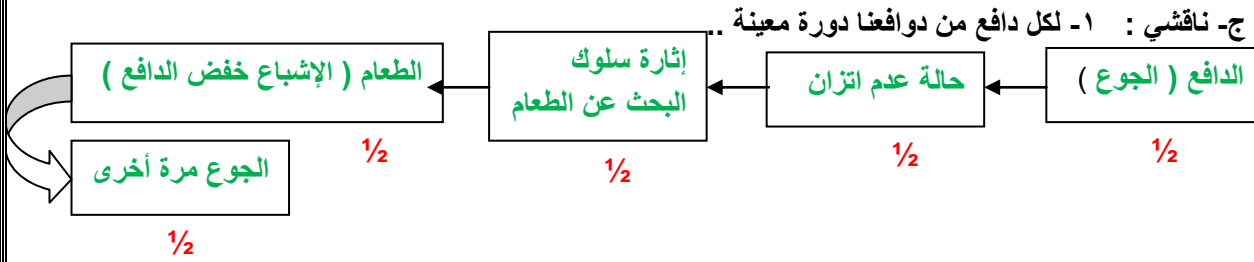 ج- ناقشي : ١- لكل دافع من دوافعنا دورة معينة ..
الدافع ( الجوع )
حالة عدم اتزان
إثارة سلوك
البحث عن الطعام
الطعام ( الإشباع خفض الدافع )
½
½
½
½
الجوع مرة أخرى
½